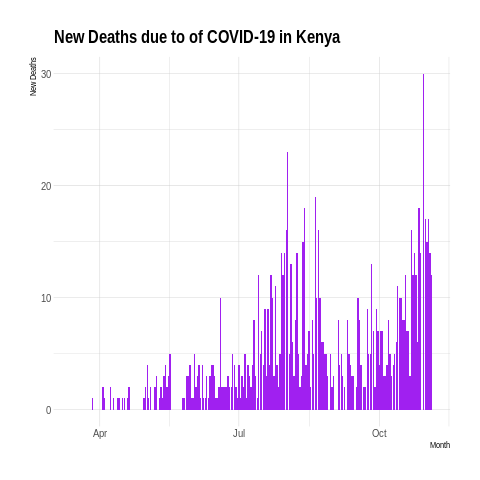 New Deaths due to of COVID-19 in Kenya
New Deaths
30
20
10
0
Apr
Jul
Oct
Month